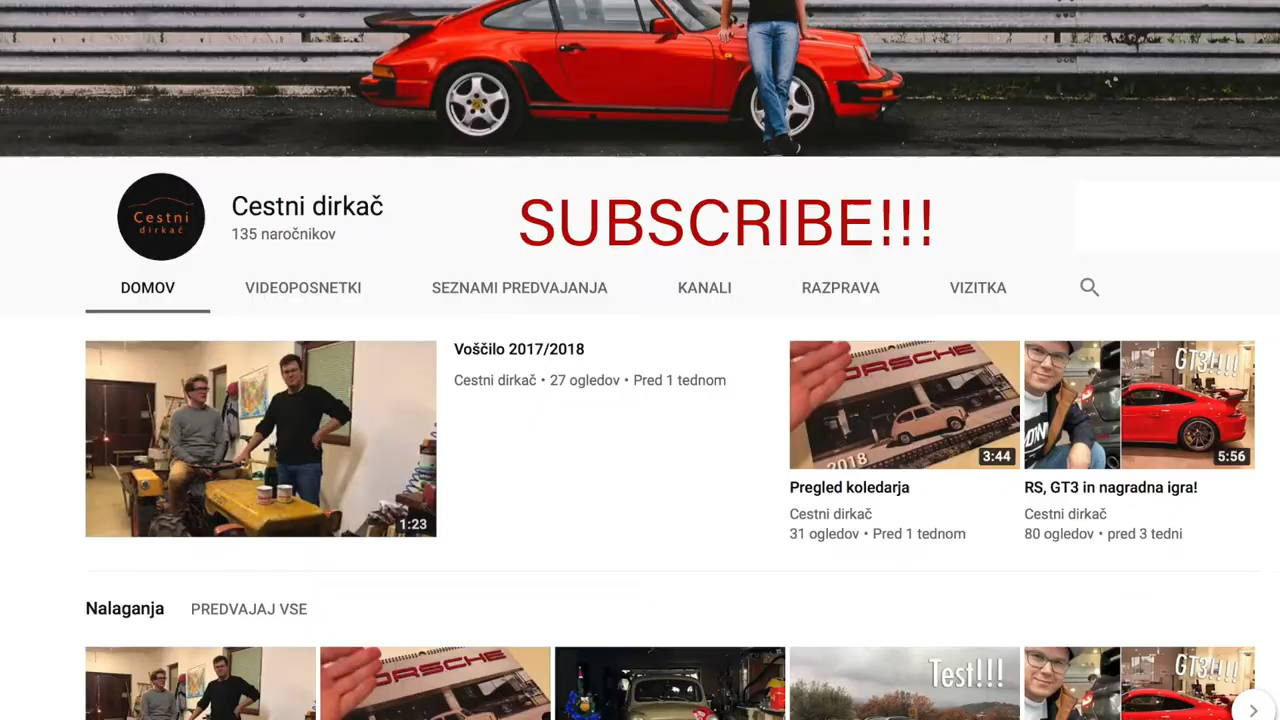 Cestni
dirkač
Cestni dirkač
135 naročnikov
SUBSCRIBE!!!
DOMOV
VIDEOPOSNETKI
SEZNAMI PREDVAJANJA
KANALI
RAZPRAVA
VIZITKA
1:23
Voščilo 2017/2018
Cestni dirkač • 27 ogledov • Pred 1 tednom
PORSCHE
2018
3:44
Pregled koledarja
Cestni dirkač
31 ogledov • Pred 1 tednom
GT3!!!
5:56
RS, GT3 in nagradna igra!
Cestni dirkač
80 ogledov • pred 3 tedni
Nalaganja
PREDVAJAJ VSE
PORSCHE
Test!!!
GT3!!!